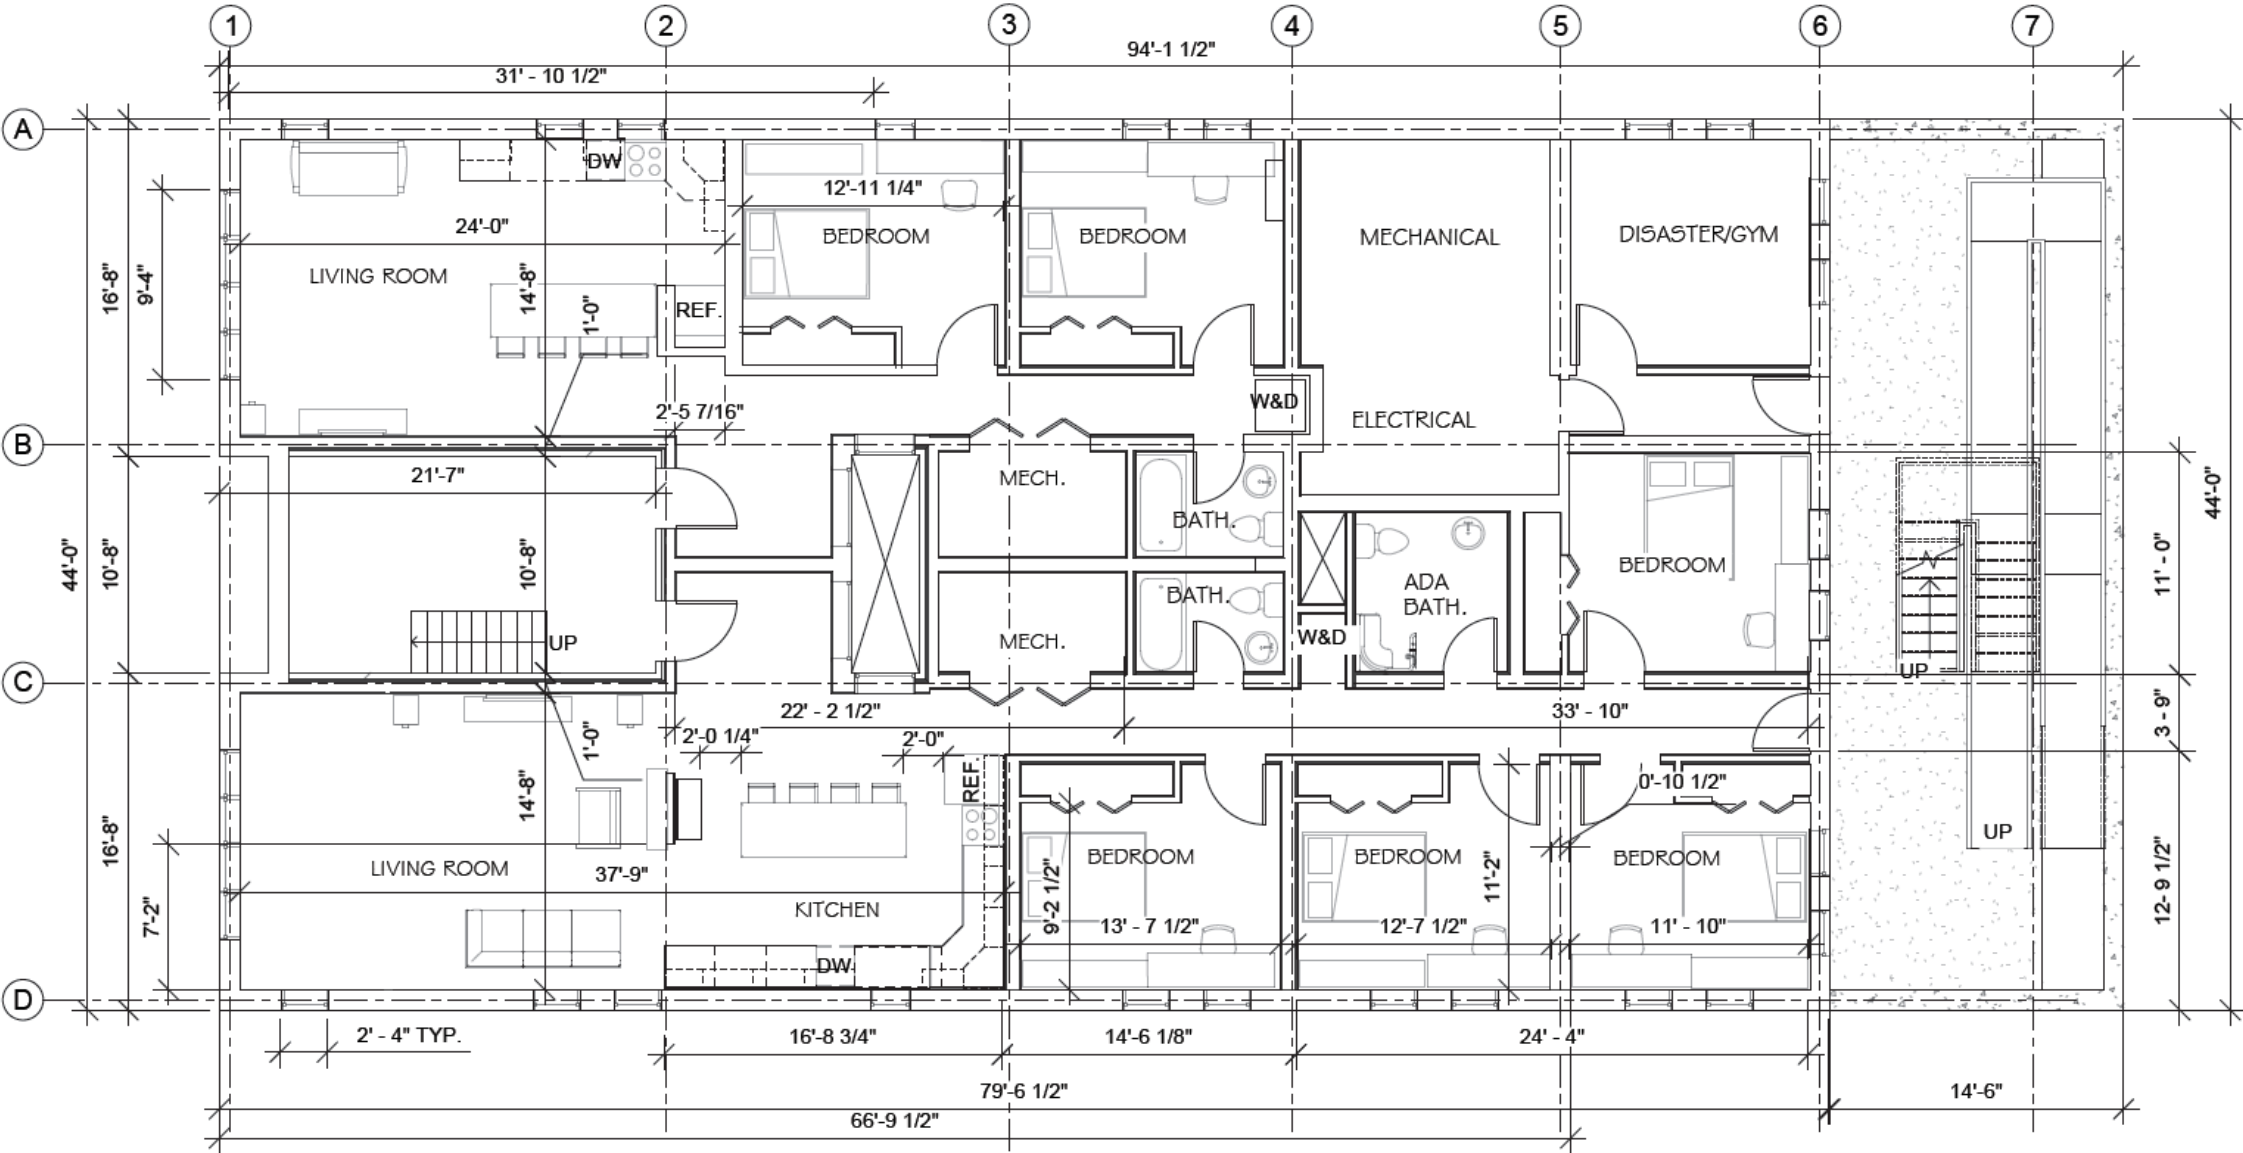 1 2 3 4 5 6 7
94'-1 1/2"
31' - 10 1/2"
A
DW
12'-11 1/4"
24'-0"
BEDROOM
BEDROOM
MECHANICAL
DISASTER/GYM
LIVING ROOM
16'-8"
9'-4"
14'-8"
1'-0"
REF.
2'-5 7/16"
W&D
ELECTRICAL
B
21'-7"
MECH.
BATH.
44'-0"
44'-0"
10'-8"
10'-8"
BEDROOM
11' - 0"
ADA
BATH.
BATH.
UP
MECH.
W&D
UP
C
22' - 2 1/2"
33' - 10"
3' - 9"
2'-0 1/4"
2'-0"
1'-0"
REF.
0'-10 1/2"
14'-8"
16'-8"
UP
LIVING ROOM
37'-9"
BEDROOM
BEDROOM
BEDROOM
11'-2"
9'-2 1/2"
12'- 9 1/2"
7'-2"
KITCHEN
13' - 7 1/2"
12'-7 1/2"
11' - 10"
DW
D
2' - 4" TYP.
16'-8 3/4"
14'-6 1/8"
24' - 4"
79'-6 1/2"
14'-6"
66'-9 1/2"